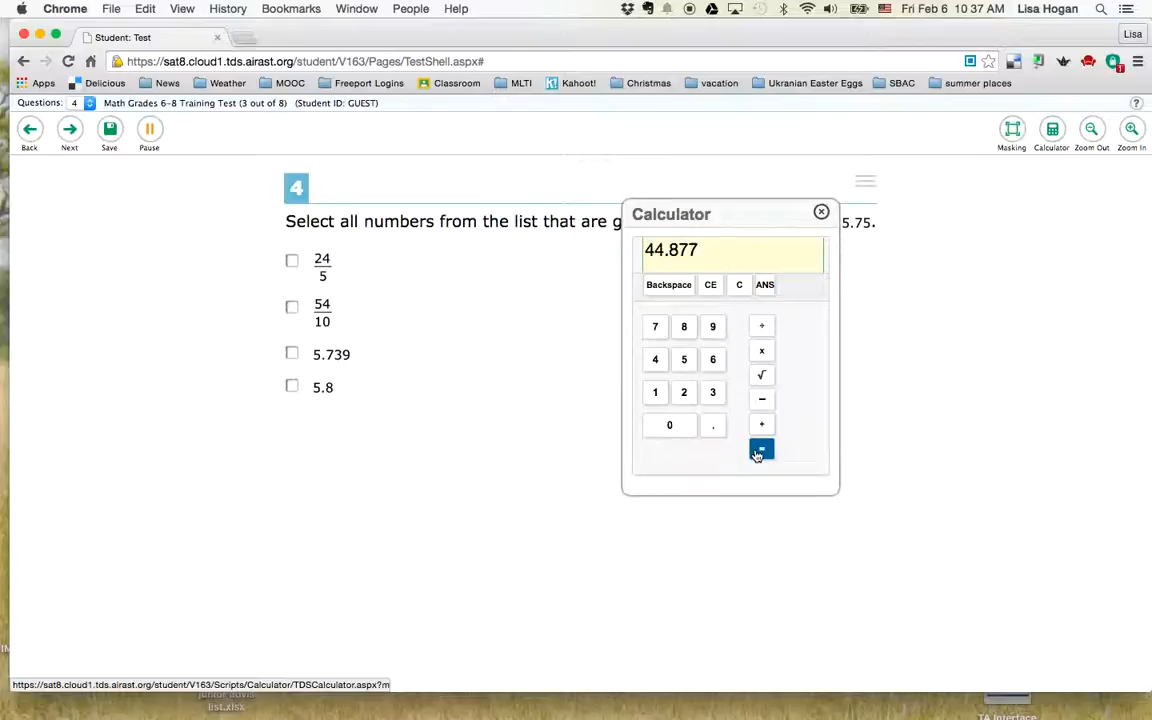 Chrome File Edit View History Bookmarks Window People Help Fri Feb 6 10:37 AM Lisa Hogan
Student: Test Lisa
https://sat8.cloud1.tds.airast.org/student/V163/Pages/TestShell.aspx#
Apps Delicious News Weather MOOC Freeport Logins Classroom MLTI Kahoot! Christmas vacation Ukranian Easter Eggs SBAC summer places
Questions: 4 Math Grades 6-8 Training Test (3 out of 8) (Student ID: GUEST) ?
Back Next Save Pause Masking Calculator Zoom Out Zoom In
4
Select all numbers from the list that are g 5.75.
24
5
54
10
5.739
5.8
Calculator
44.877
Backspace CE C ANS
7 8 9 ÷
4 5 6 x
√
1 2 3 −
0 . +
=
https://sat8.cloud1.tds.airast.org/student/V163/Scripts/Calculator/TDSCalculator.aspx?m
list.xlsx
TA Interface